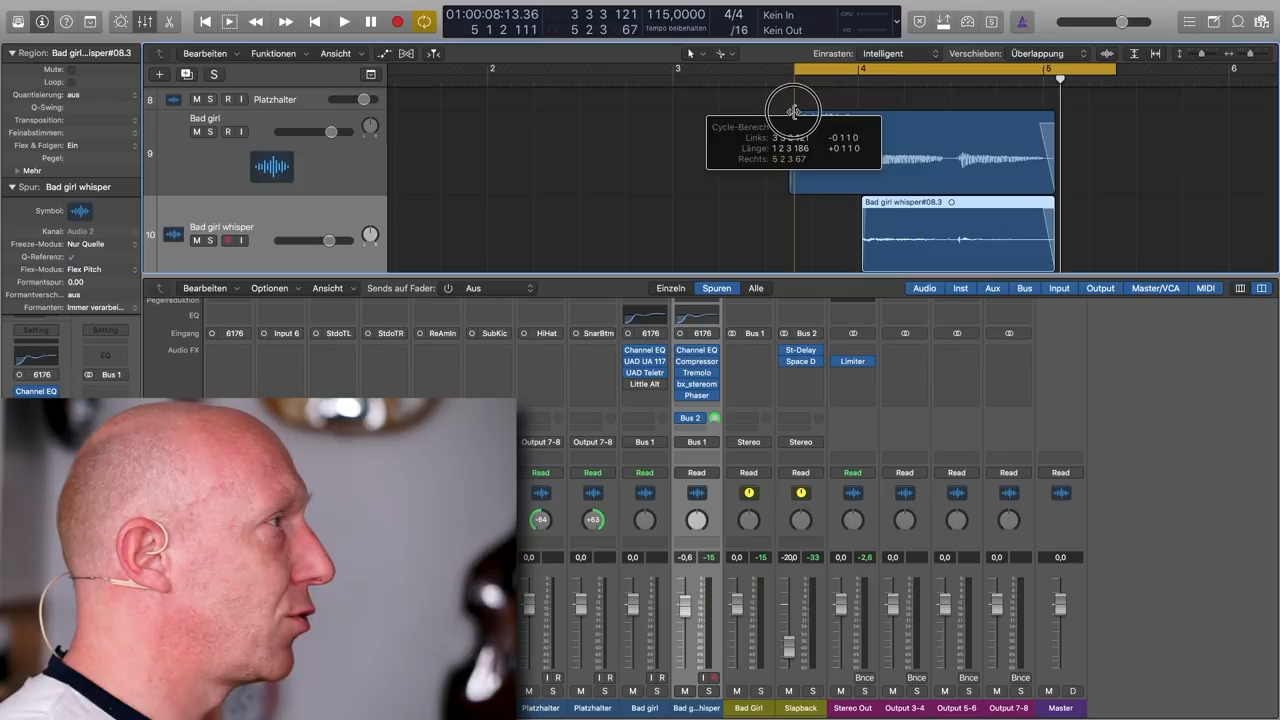 Region: Bad girl...isper#08.3
Mute:
Loop:
Quantisierung: aus
Q-Swing:
Transposition:
Feinabstimmen:
Flex & Folgen: Ein
Pegel:
Mehr
Spur: Bad girl whisper
Symbol:
Kanal: Audio 2
Freeze-Modus: Nur Quelle
Q-Referenz:
Flex-Modus: Flex Pitch
Formantspur: 0.00
Formantversch...: aus
Formanten: Immer verarbei...
Setting Setting
EQ
6176 Bus 1
Channel EQ
01:00:08:13.36 3 3 3 121 115,0000 4/4 Kein In
5 1 2 111 5 2 3 67 Tempo beibehalten /16 Kein Out
CPU
HD
Bearbeiten Funktionen Ansicht Einrasten: Intelligent Verschieben: Überlappung
S
2 3 4 5 6
8 M S R I Platzhalter
9 Bad girl
M S R I
10 Bad girl whisper
M S R I
Cycle-Bereich
Links: 3 3 3 121 -0 1 1 0
Länge: 1 2 3 186 +0 1 1 0
Rechts: 5 2 3 67
Bad girl whisper#08.3
Bearbeiten Optionen Ansicht Sends auf Fader: Aus Einzeln Spuren Alle Audio Inst Aux Bus Input Output Master/VCA MIDI
Pegelreduktion
EQ
Eingang 6176 Input 6 StdoTL StdoTR ReAmIn SubKic HiHat SnarBtm 6176 6176 Bus 1 Bus 2
Audio FX Channel EQ Channel EQ St-Delay
UAD UA 117 Compressor Space D Limiter
UAD Teletr Tremolo
Little Alt bx_stereom
Phaser
Bus 2
Output 7-8 Output 7-8 Bus 1 Bus 1 Stereo Stereo
Read Read Read Read Read Read Read Read Read Read Read
-64 +63
0,0 0,0 0,0 -0,6 -15 0,0 -15 -20,0 -33 0,0 -2,6 0,0 0,0 0,0 0,0
I R I R I R Bnce Bnce Bnce Bnce
M S M S M S M S M S M S M S M S M S M S M D
Platzhalter Platzhalter Bad girl Bad g...hisper Bad Girl Slapback Stereo Out Output 3-4 Output 5-6 Output 7-8 Master